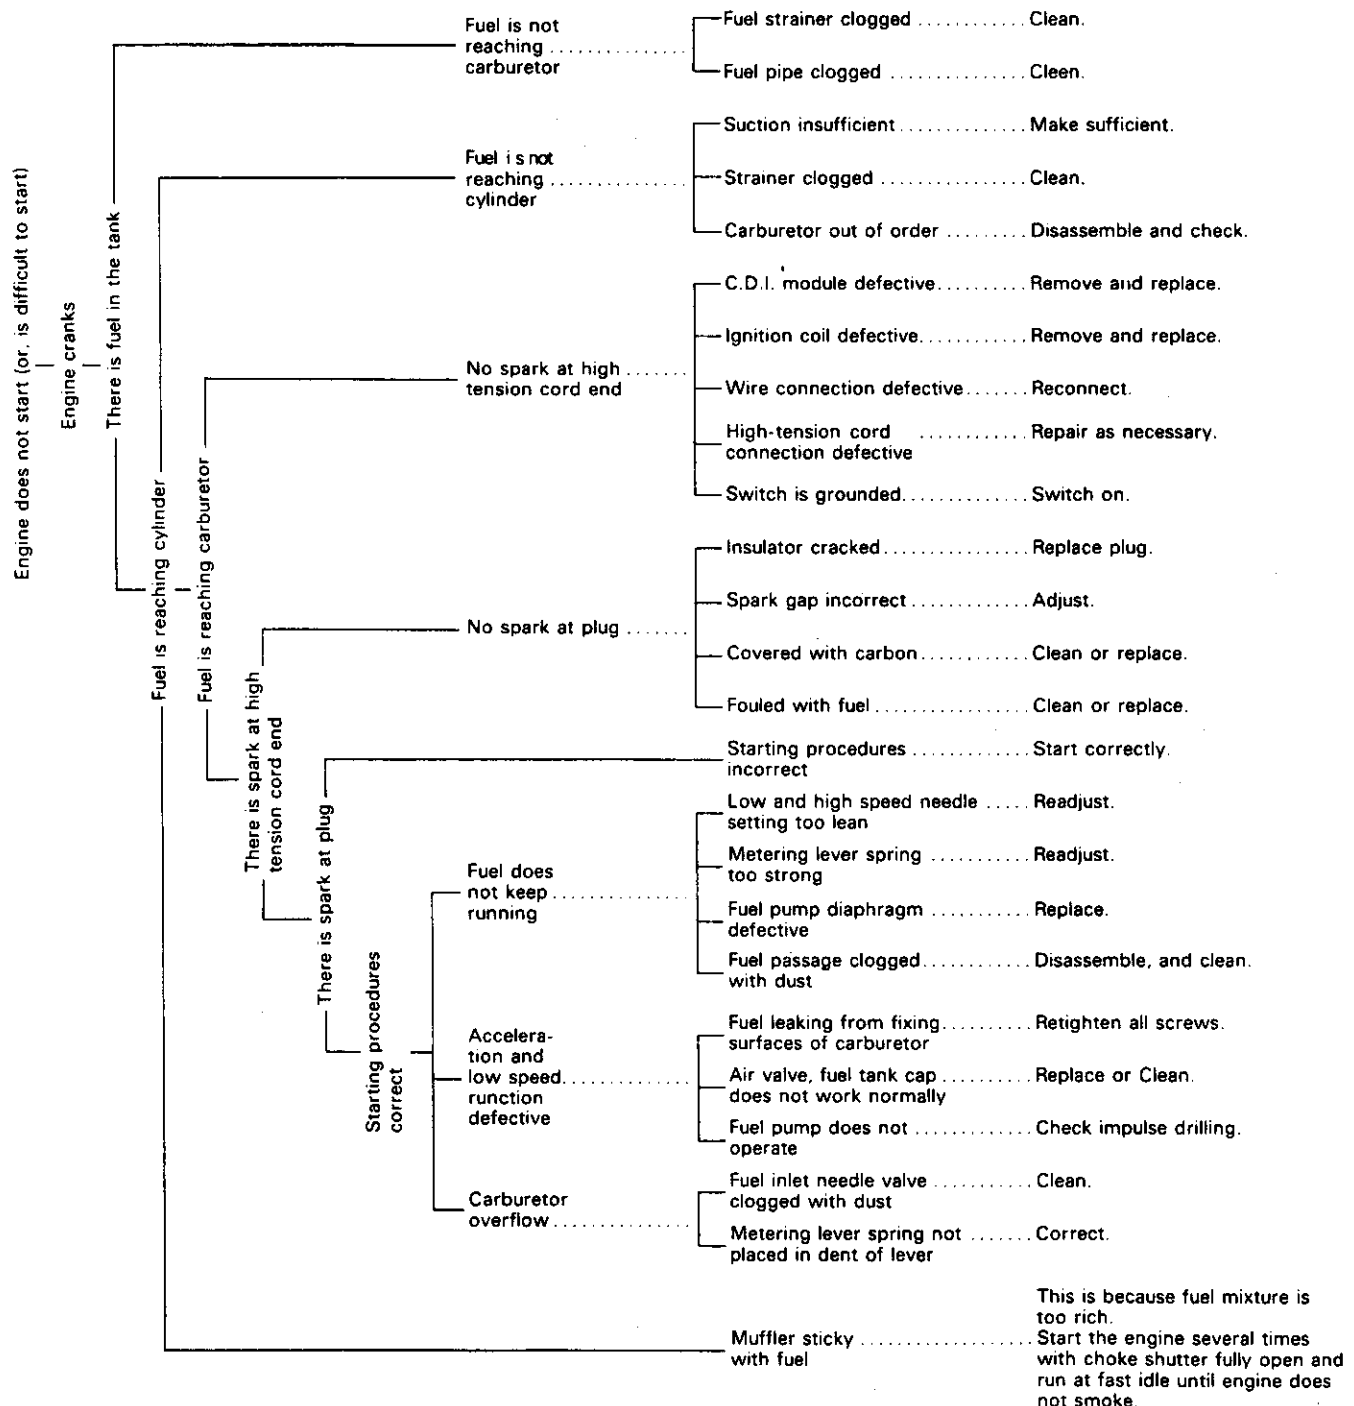 Engine does not start (or, is difficult to start)
Engine cranks
There is fuel in the tank
Fuel is reaching cylinder
Fuel is reaching carburetor
There is spark at high
tension cord end
There is spark at plug
Starting procedures
correct
Fuel is not
reaching
carburetor
Fuel strainer clogged ............ Clean.
Fuel pipe clogged ............... Cleen.
Fuel is not
reaching
cylinder
Suction insufficient ............. Make sufficient.
Strainer clogged ................ Clean.
Carburetor out of order ......... Disassemble and check.
No spark at high
tension cord end
C.D.I. module defective.......... Remove and replace.
Ignition coil defective............ Remove and replace.
Wire connection defective....... Reconnect.
High-tension cord ............ Repair as necessary.
connection defective
Switch is grounded.............. Switch on.
No spark at plug
Insulator cracked................ Replace plug.
Spark gap incorrect ............. Adjust.
Covered with carbon............ Clean or replace.
Fouled with fuel ................ Clean or replace.
Starting procedures ............. Start correctly.
incorrect
Fuel does
not keep
running
Low and high speed needle ..... Readjust.
setting too lean
Metering lever spring ........... Readjust.
too strong
Fuel pump diaphragm ........... Replace.
defective
Fuel passage clogged............ Disassemble, and clean.
with dust
Accelera-
tion and
low speed
runction
defective
Fuel leaking from fixing.......... Retighten all screws.
surfaces of carburetor
Air valve, fuel tank cap .......... Replace or Clean.
does not work normally
Fuel pump does not ............ Check impulse drilling.
operate
Carburetor
overflow
Fuel inlet needle valve ........... Clean.
clogged with dust
Metering lever spring not ....... Correct.
placed in dent of lever
Muffler sticky
with fuel
This is because fuel mixture is
too rich.
Start the engine several times
with choke shutter fully open and
run at fast idle until engine does
not smoke.